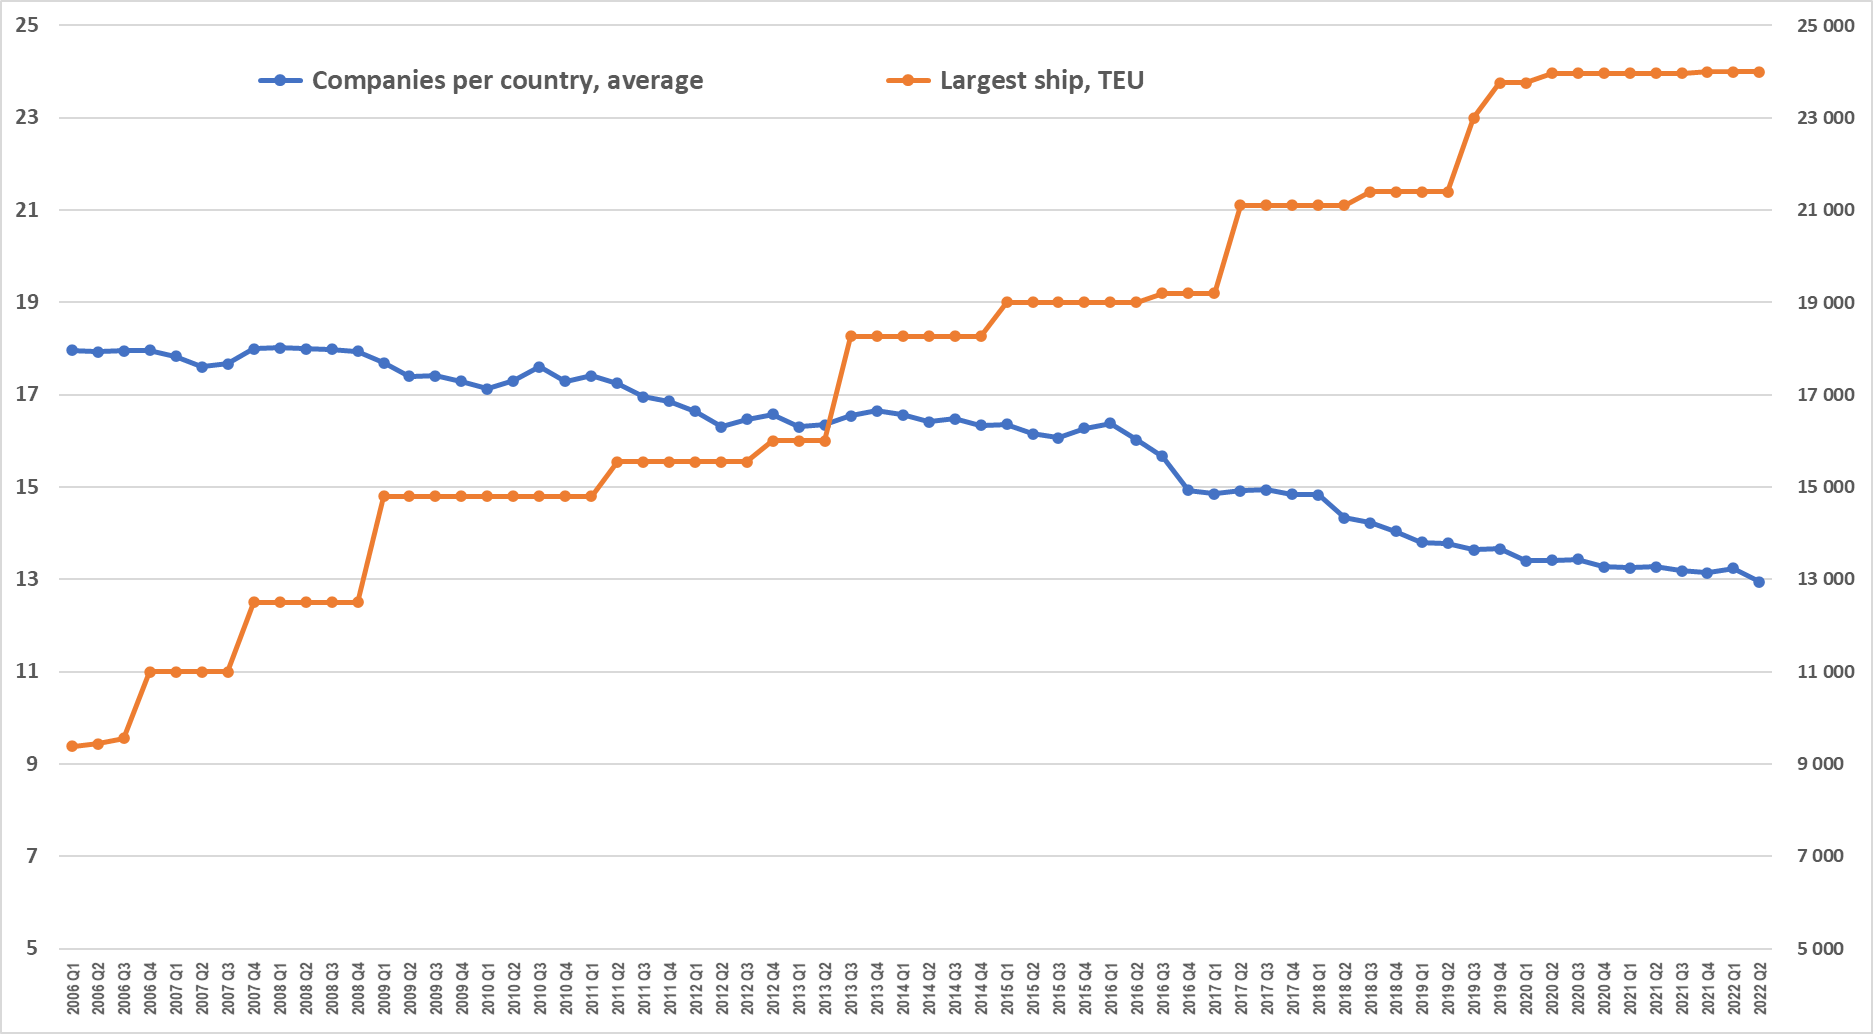 Companies per country, average
Largest ship, TEU
25
23
21
19
17
15
13
11
9
7
5
25 000
23 000
21 000
19 000
17 000
15 000
13 000
11 000
9 000
7 000
5 000
2006 Q1
2006 Q2
2006 Q3
2006 Q4
2007 Q1
2007 Q2
2007 Q3
2007 Q4
2008 Q1
2008 Q2
2008 Q3
2008 Q4
2009 Q1
2009 Q2
2009 Q3
2009 Q4
2010 Q1
2010 Q2
2010 Q3
2010 Q4
2011 Q1
2011 Q2
2011 Q3
2011 Q4
2012 Q1
2012 Q2
2012 Q3
2012 Q4
2013 Q1
2013 Q2
2013 Q3
2013 Q4
2014 Q1
2014 Q2
2014 Q3
2014 Q4
2015 Q1
2015 Q2
2015 Q3
2015 Q4
2016 Q1
2016 Q2
2016 Q3
2016 Q4
2017 Q1
2017 Q2
2017 Q3
2017 Q4
2018 Q1
2018 Q2
2018 Q3
2018 Q4
2019 Q1
2019 Q2
2019 Q3
2019 Q4
2020 Q1
2020 Q2
2020 Q3
2020 Q4
2021 Q1
2021 Q2
2021 Q3
2021 Q4
2022 Q1
2022 Q2